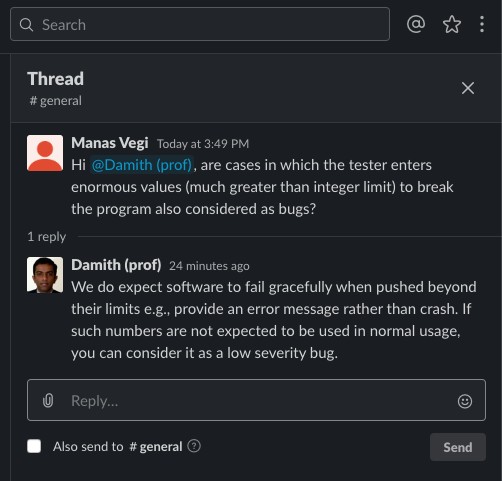 Search
Thread
# general
Manas Vegi Today at 3:49 PM
Hi @Damith (prof), are cases in which the tester enters
enormous values (much greater than integer limit) to break
the program also considered as bugs?
1 reply
Damith (prof) 24 minutes ago
We do expect software to fail gracefully when pushed beyond
their limits e.g., provide an error message rather than crash. If
such numbers are not expected to be used in normal usage,
you can consider it as a low severity bug.
Reply...
Also send to # general
Send